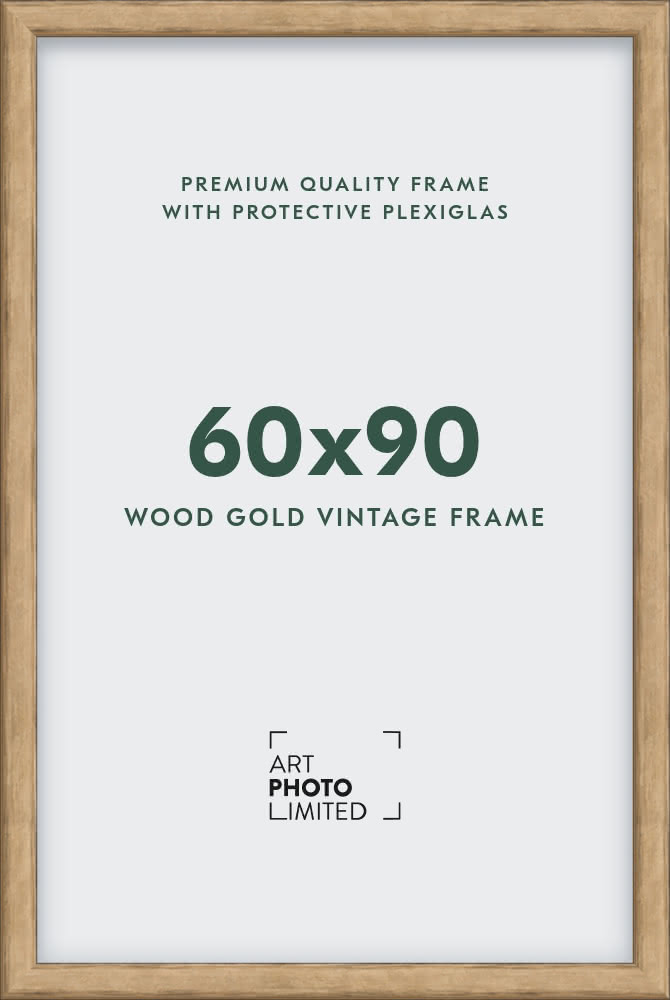 PREMIUM QUALITY FRAME
WITH PROTECTIVE PLEXIGLAS
60x90
WOOD GOLD VINTAGE FRAME
ART
PHOTO
LIMITED